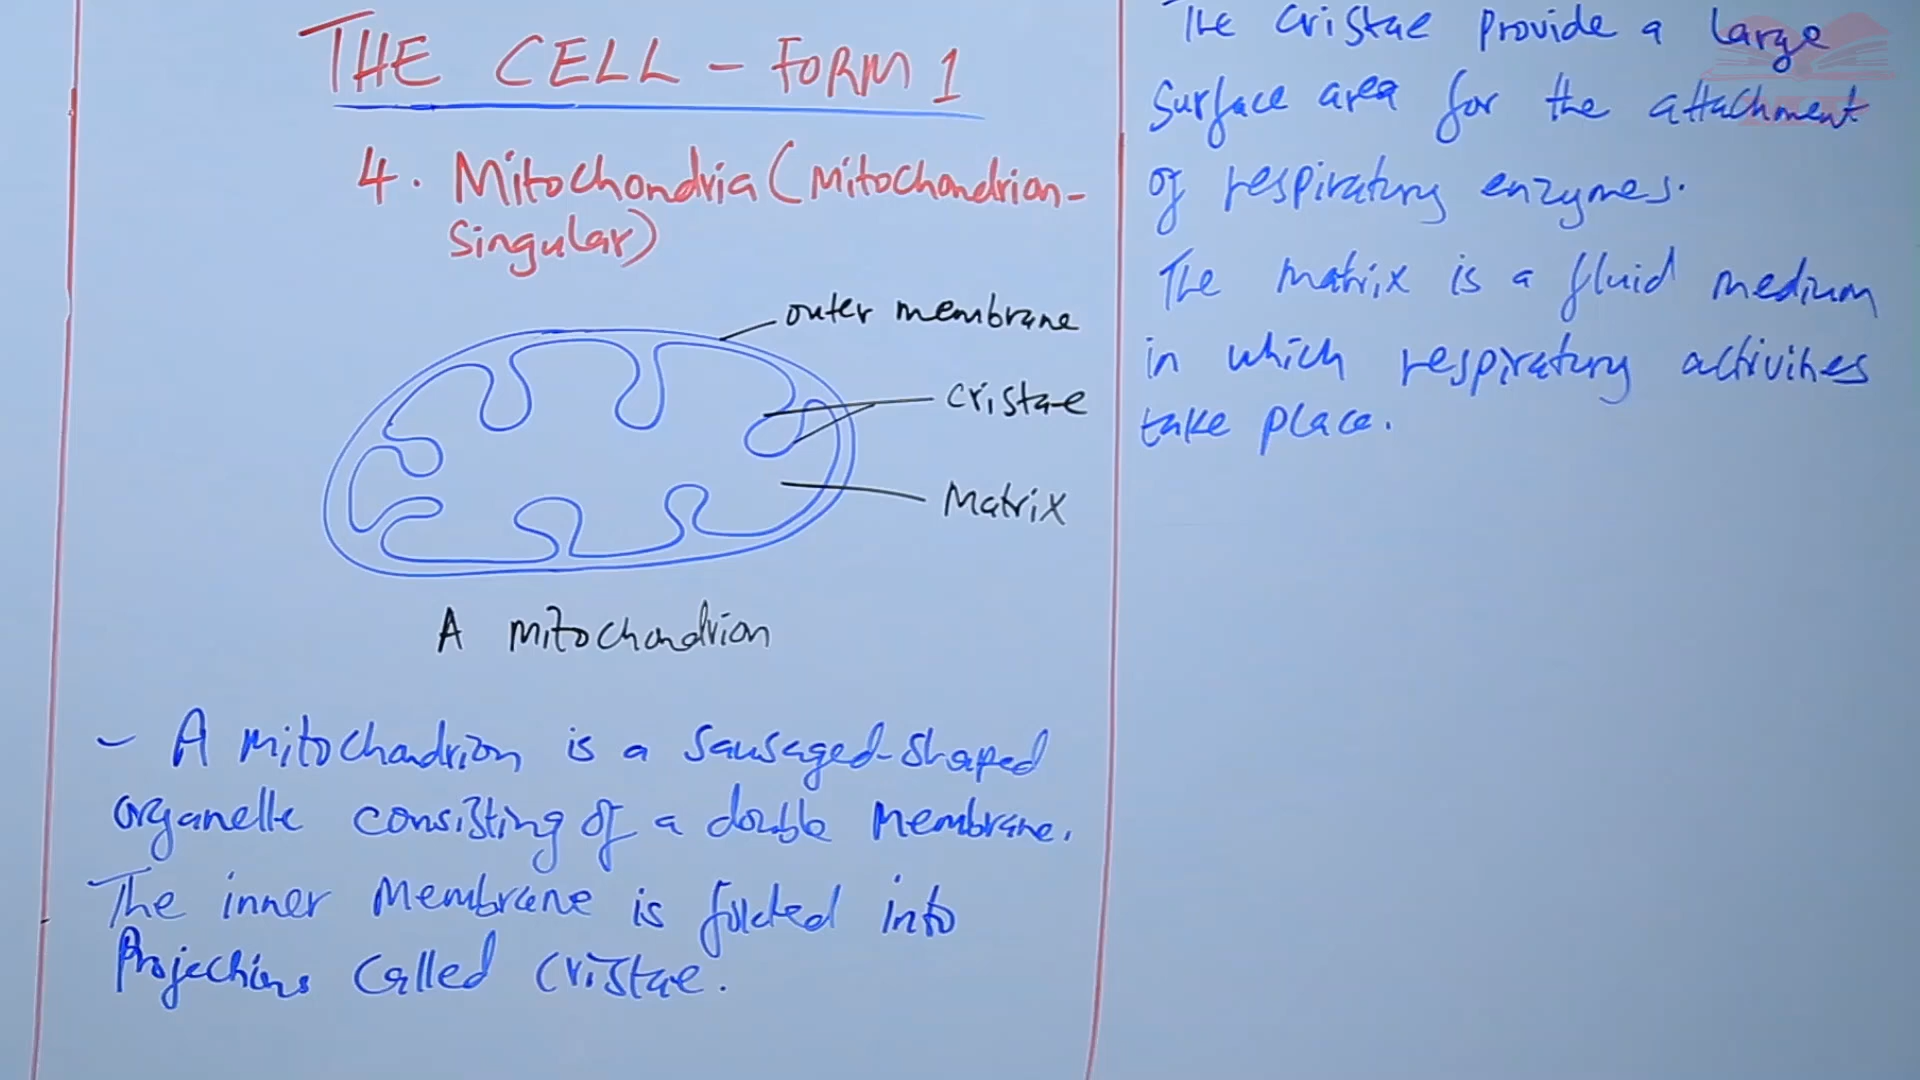 THE CELL - FORM 1
4. Mitochondria (Mitochondrion-
Singular)
outer membrane
cristae
Matrix
A mitochondrion
- A mitochondrion is a sausaged-shaped
organelle consisting of a double membrane.
The inner membrane is folded into
Projections called cristae.
The cristae provide a large
surface area for the attachment
of respiratory enzymes.
The matrix is a fluid medium
in which respiratory activities
take place.